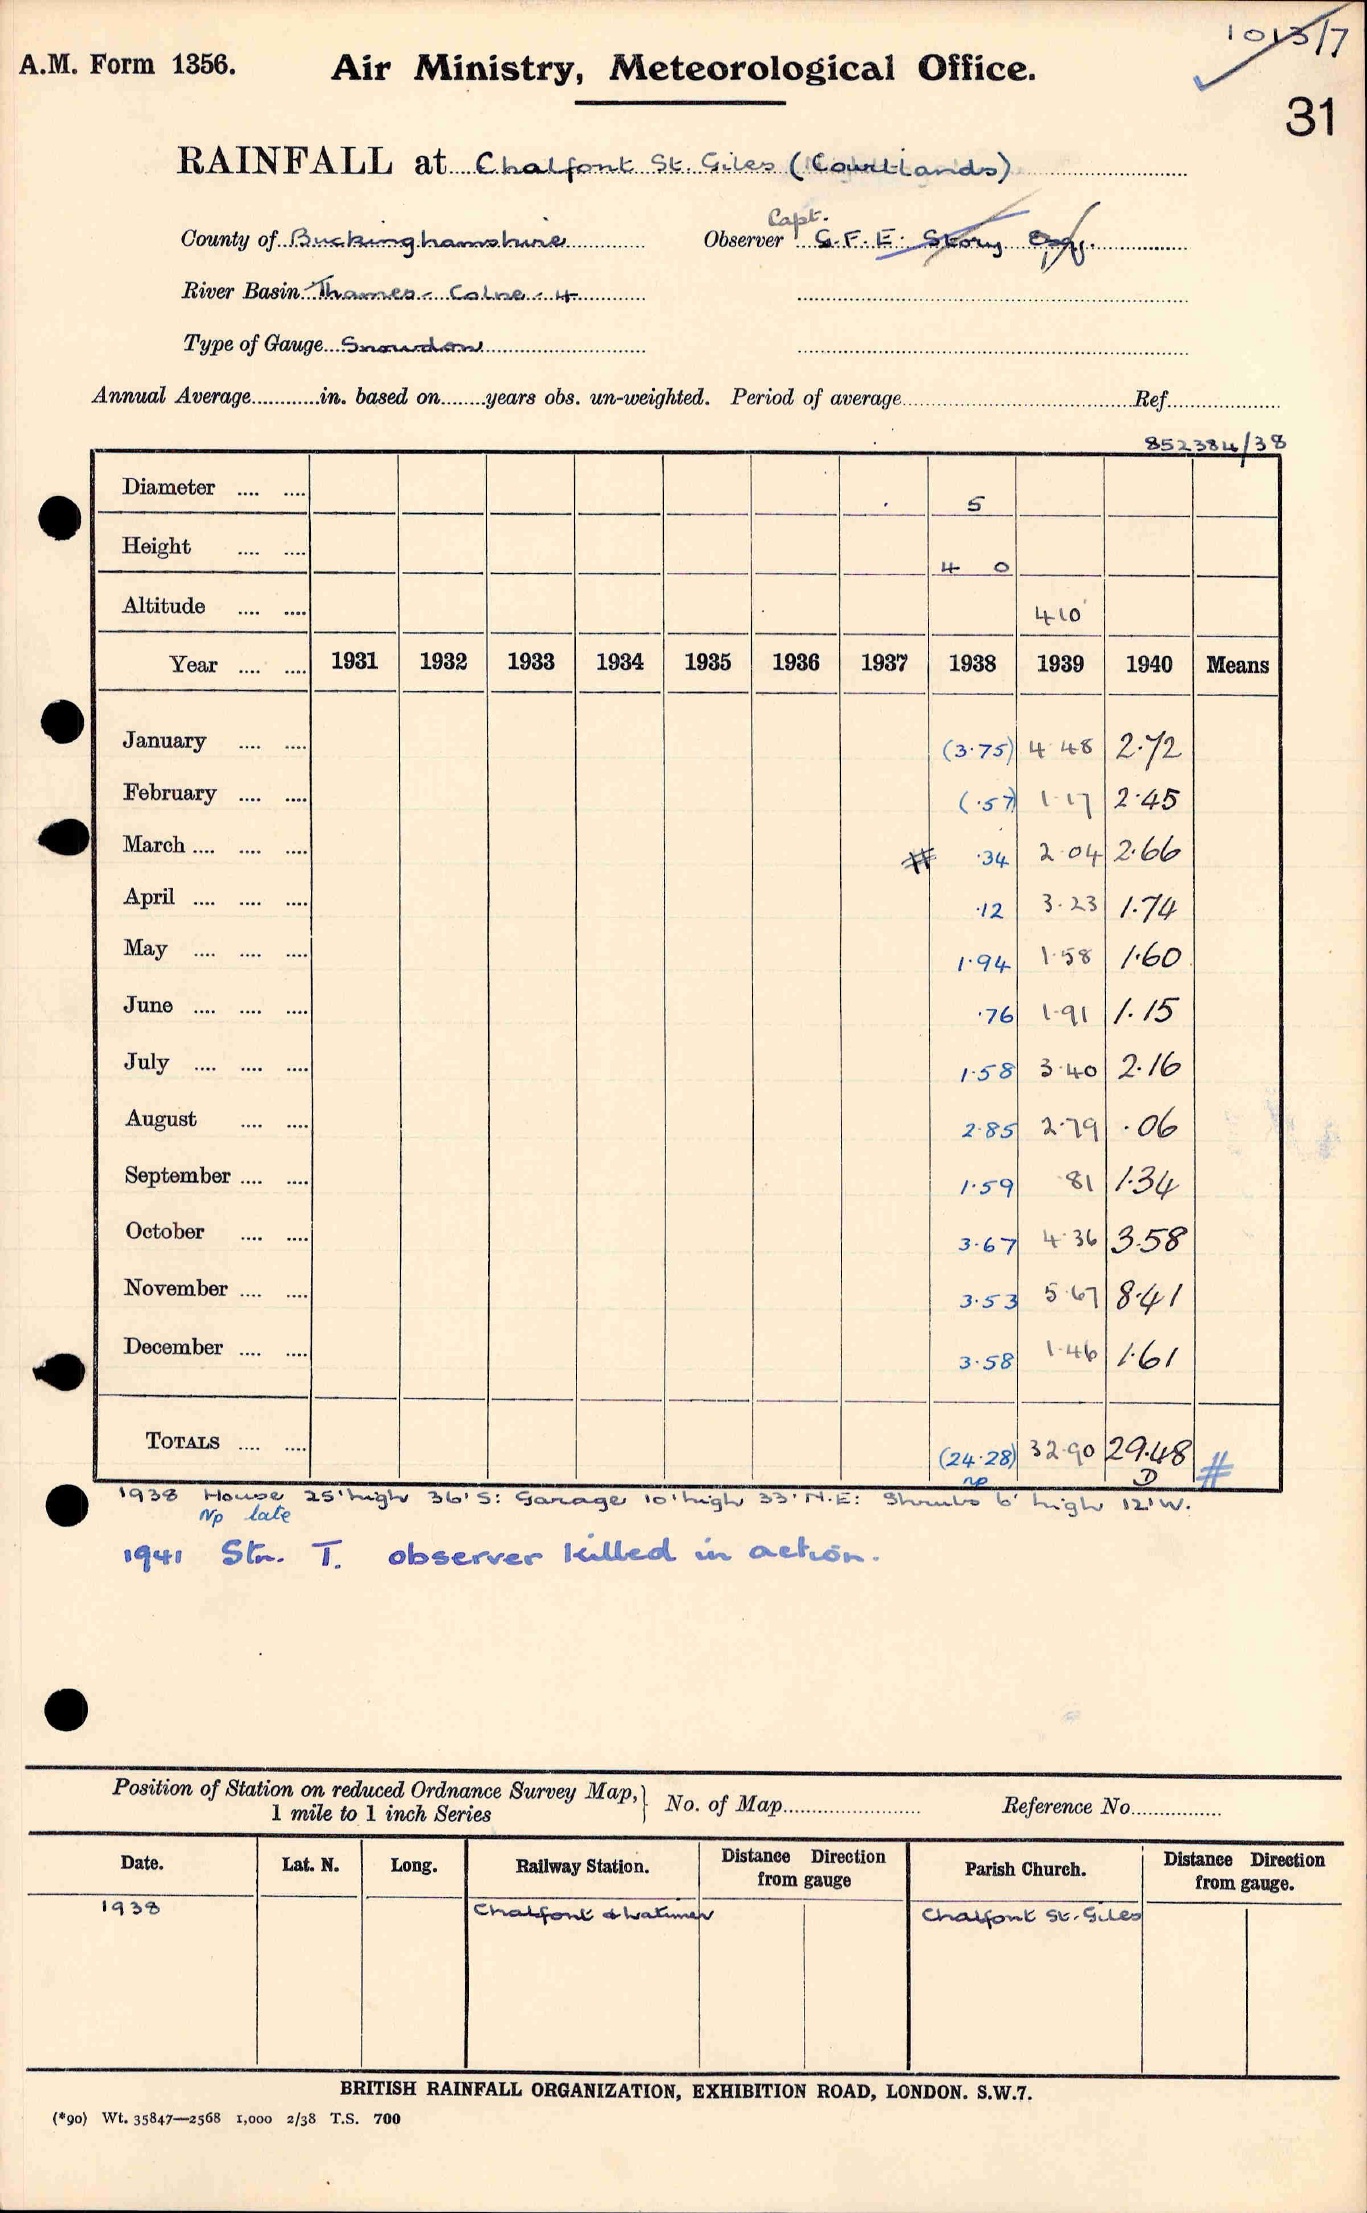 1013/7
A.M. Form 1356. Air Ministry, Meteorological Office.
31
RAINFALL at Chalfont St. Giles (Courtlands)
Capt.
County of Buckinghamshire Observer G.F.E. Story Esq.
River Basin Thames - Colne - 4
Type of Gauge Snowdon
Annual Average............in. based on........years obs. un-weighted. Period of average........................Ref....................
852384/38
Diameter .... .... 5
Height .... .... 4 0
Altitude .... .... 410
Year .... .... 1931 1932 1933 1934 1935 1936 1937 1938 1939 1940 Means
January .... .... (3.75) 4.48 2.72
February .... .... (.57) 1.17 2.45
March .... .... .... # .34 2.04 2.66
April .... .... .... .12 3.23 1.74
May .... .... .... 1.94 1.58 1.60
June .... .... .... .76 1.91 1.15
July .... .... .... 1.58 3.40 2.16
August .... .... 2.85 2.79 .06
September .... .... 1.59 81 1.34
October .... .... 3.67 4.36 3.58
November .... .... 3.53 5.67 8.41
December .... .... 3.58 1.46 1.61
TOTALS .... .... (24.28) 32.90 29.48 #
np D
1938 House 25' high 36' S: Garage 10' high 33' N.E: Shrubs 6' high 12' W.
Np late
1941 Stn. T. observer killed in action.
Position of Station on reduced Ordnance Survey Map, 1 mile to 1 inch Series } No. of Map........................ Reference No................
Date. Lat. N. Long. Railway Station. Distance Direction from gauge Parish Church. Distance Direction from gauge.
1938 Chalfont & Latimer Chalfont St. Giles
BRITISH RAINFALL ORGANIZATION, EXHIBITION ROAD, LONDON. S.W.7.
(*90) Wt. 35847—2568 1,000 2/38 T.S. 700